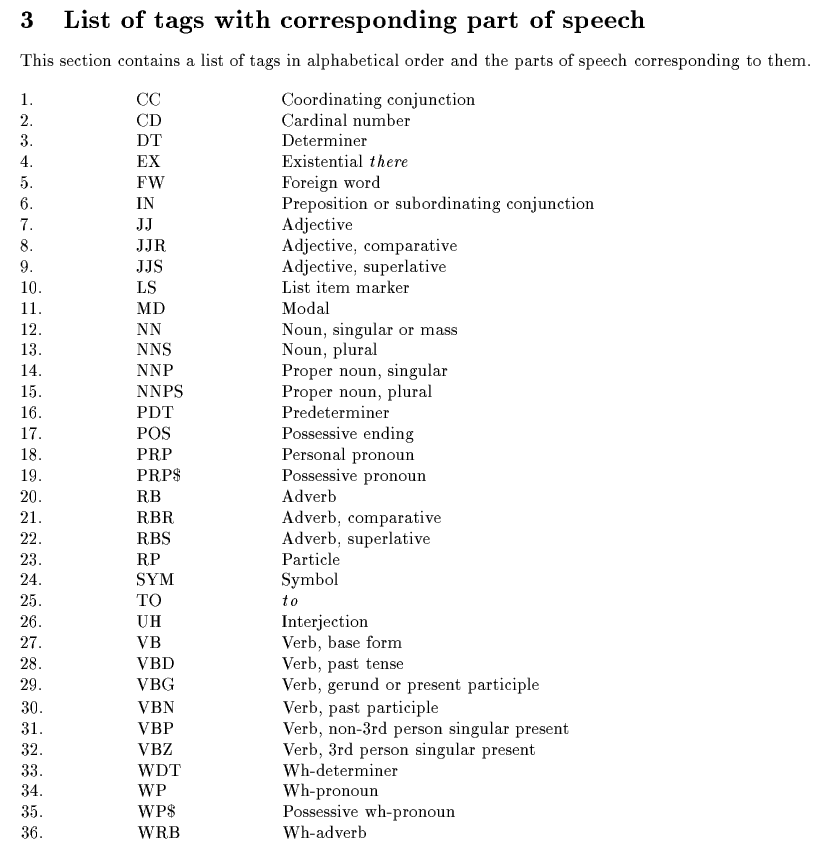 3 List of tags with corresponding part of speech
This section contains a list of tags in alphabetical order and the parts of speech corresponding to them.
1. CC Coordinating conjunction
2. CD Cardinal number
3. DT Determiner
4. EX Existential there
5. FW Foreign word
6. IN Preposition or subordinating conjunction
7. JJ Adjective
8. JJR Adjective, comparative
9. JJS Adjective, superlative
10. LS List item marker
11. MD Modal
12. NN Noun, singular or mass
13. NNS Noun, plural
14. NNP Proper noun, singular
15. NNPS Proper noun, plural
16. PDT Predeterminer
17. POS Possessive ending
18. PRP Personal pronoun
19. PRP$ Possessive pronoun
20. RB Adverb
21. RBR Adverb, comparative
22. RBS Adverb, superlative
23. RP Particle
24. SYM Symbol
25. TO to
26. UH Interjection
27. VB Verb, base form
28. VBD Verb, past tense
29. VBG Verb, gerund or present participle
30. VBN Verb, past participle
31. VBP Verb, non-3rd person singular present
32. VBZ Verb, 3rd person singular present
33. WDT Wh-determiner
34. WP Wh-pronoun
35. WP$ Possessive wh-pronoun
36. WRB Wh-adverb